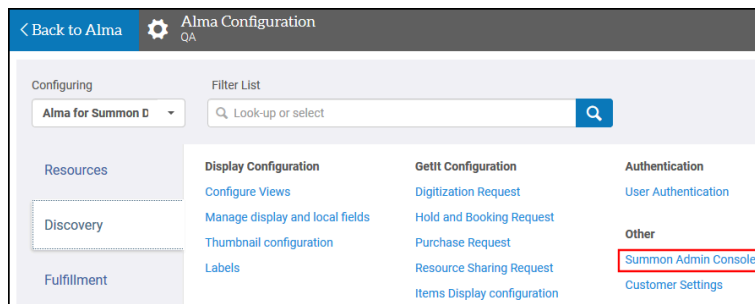 Back to Alma
Alma Configuration
QA
Configuring
Filter List
Alma for Summon D
Look-up or select
Resources
Discovery
Fulfillment
Display Configuration
Configure Views
Manage display and local fields
Thumbnail configuration
Labels
GetIt Configuration
Digitization Request
Hold and Booking Request
Purchase Request
Resource Sharing Request
Items Display configuration
Authentication
User Authentication
Other
Summon Admin Console
Customer Settings